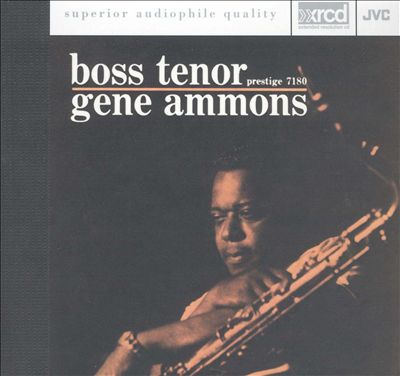 superior audiophile quality
xrcd
extended resolution cd
JVC
boss tenor
prestige 7180
gene ammons